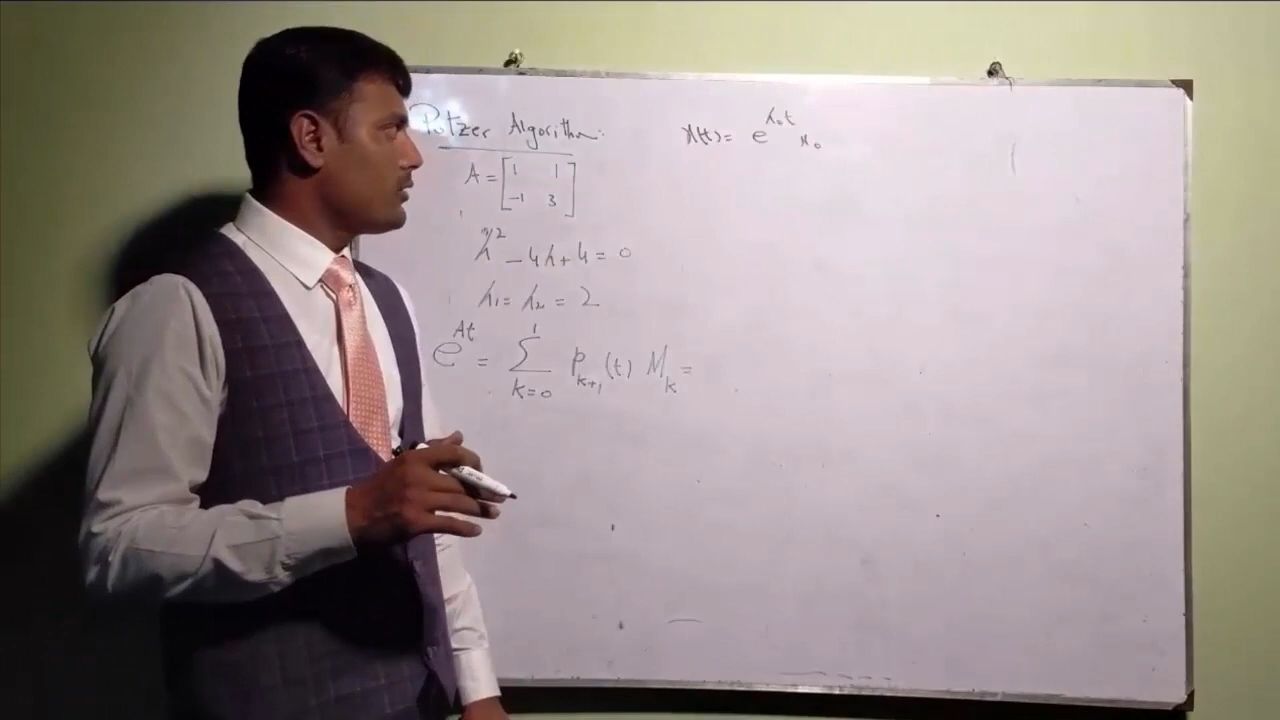 Putzer Algorithm:
x(t) = e^{λ₀t} x₀
A = [1 1
-1 3]
λ² - 4λ + 4 = 0
λ₁ = λ₂ = 2
e^{At} = ∑_{k=0}^{1} P_{k+1}(t) M_k =